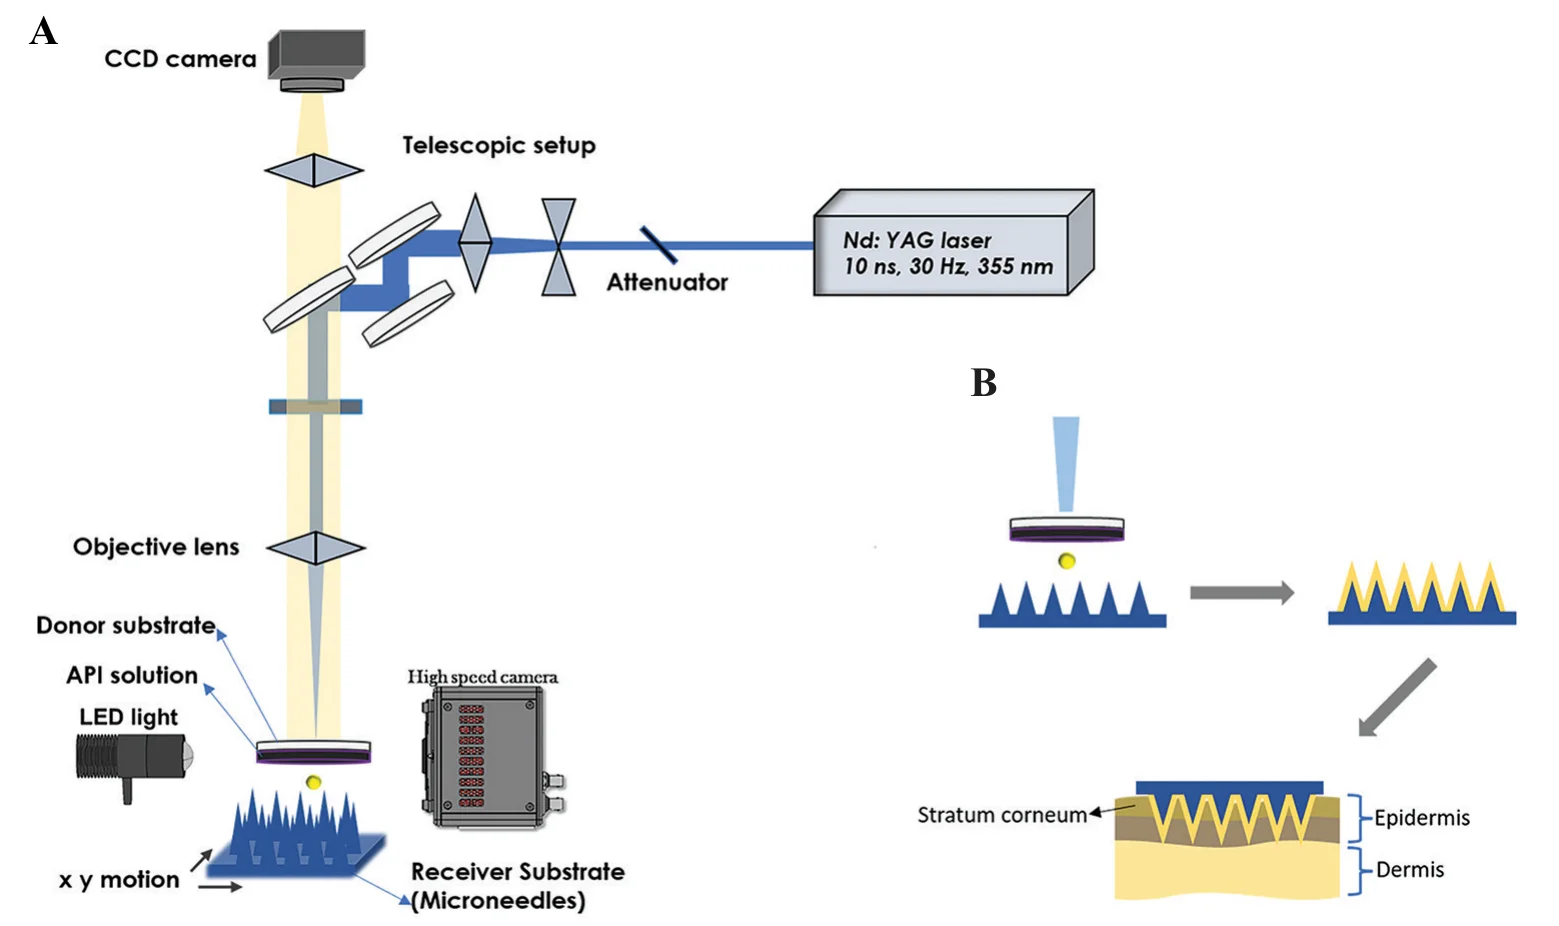 A
CCD camera
Telescopic setup
Nd: YAG laser
10 ns, 30 Hz, 355 nm
Attenuator
Objective lens
Donor substrate
API solution
LED light
High speed camera
x y motion
Receiver Substrate
(Microneedles)
B
Stratum corneum
Epidermis
Dermis